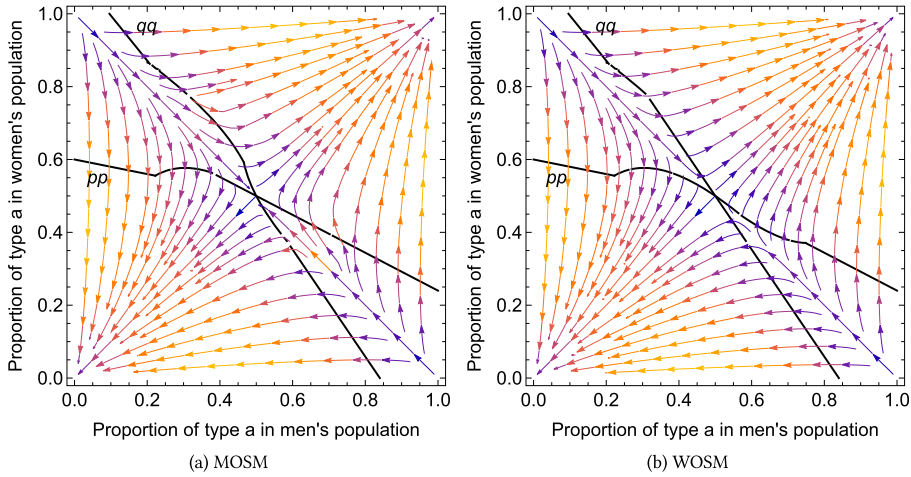 1.0
0.8
0.6
0.4
0.2
0.0
0.0 0.2 0.4 0.6 0.8 1.0
Proportion of type a in women's population
Proportion of type a in men's population
qq
pp
(a) MOSM
1.0
0.8
0.6
0.4
0.2
0.0
0.0 0.2 0.4 0.6 0.8 1.0
Proportion of type a in women's population
Proportion of type a in men's population
qq
pp
(b) WOSM